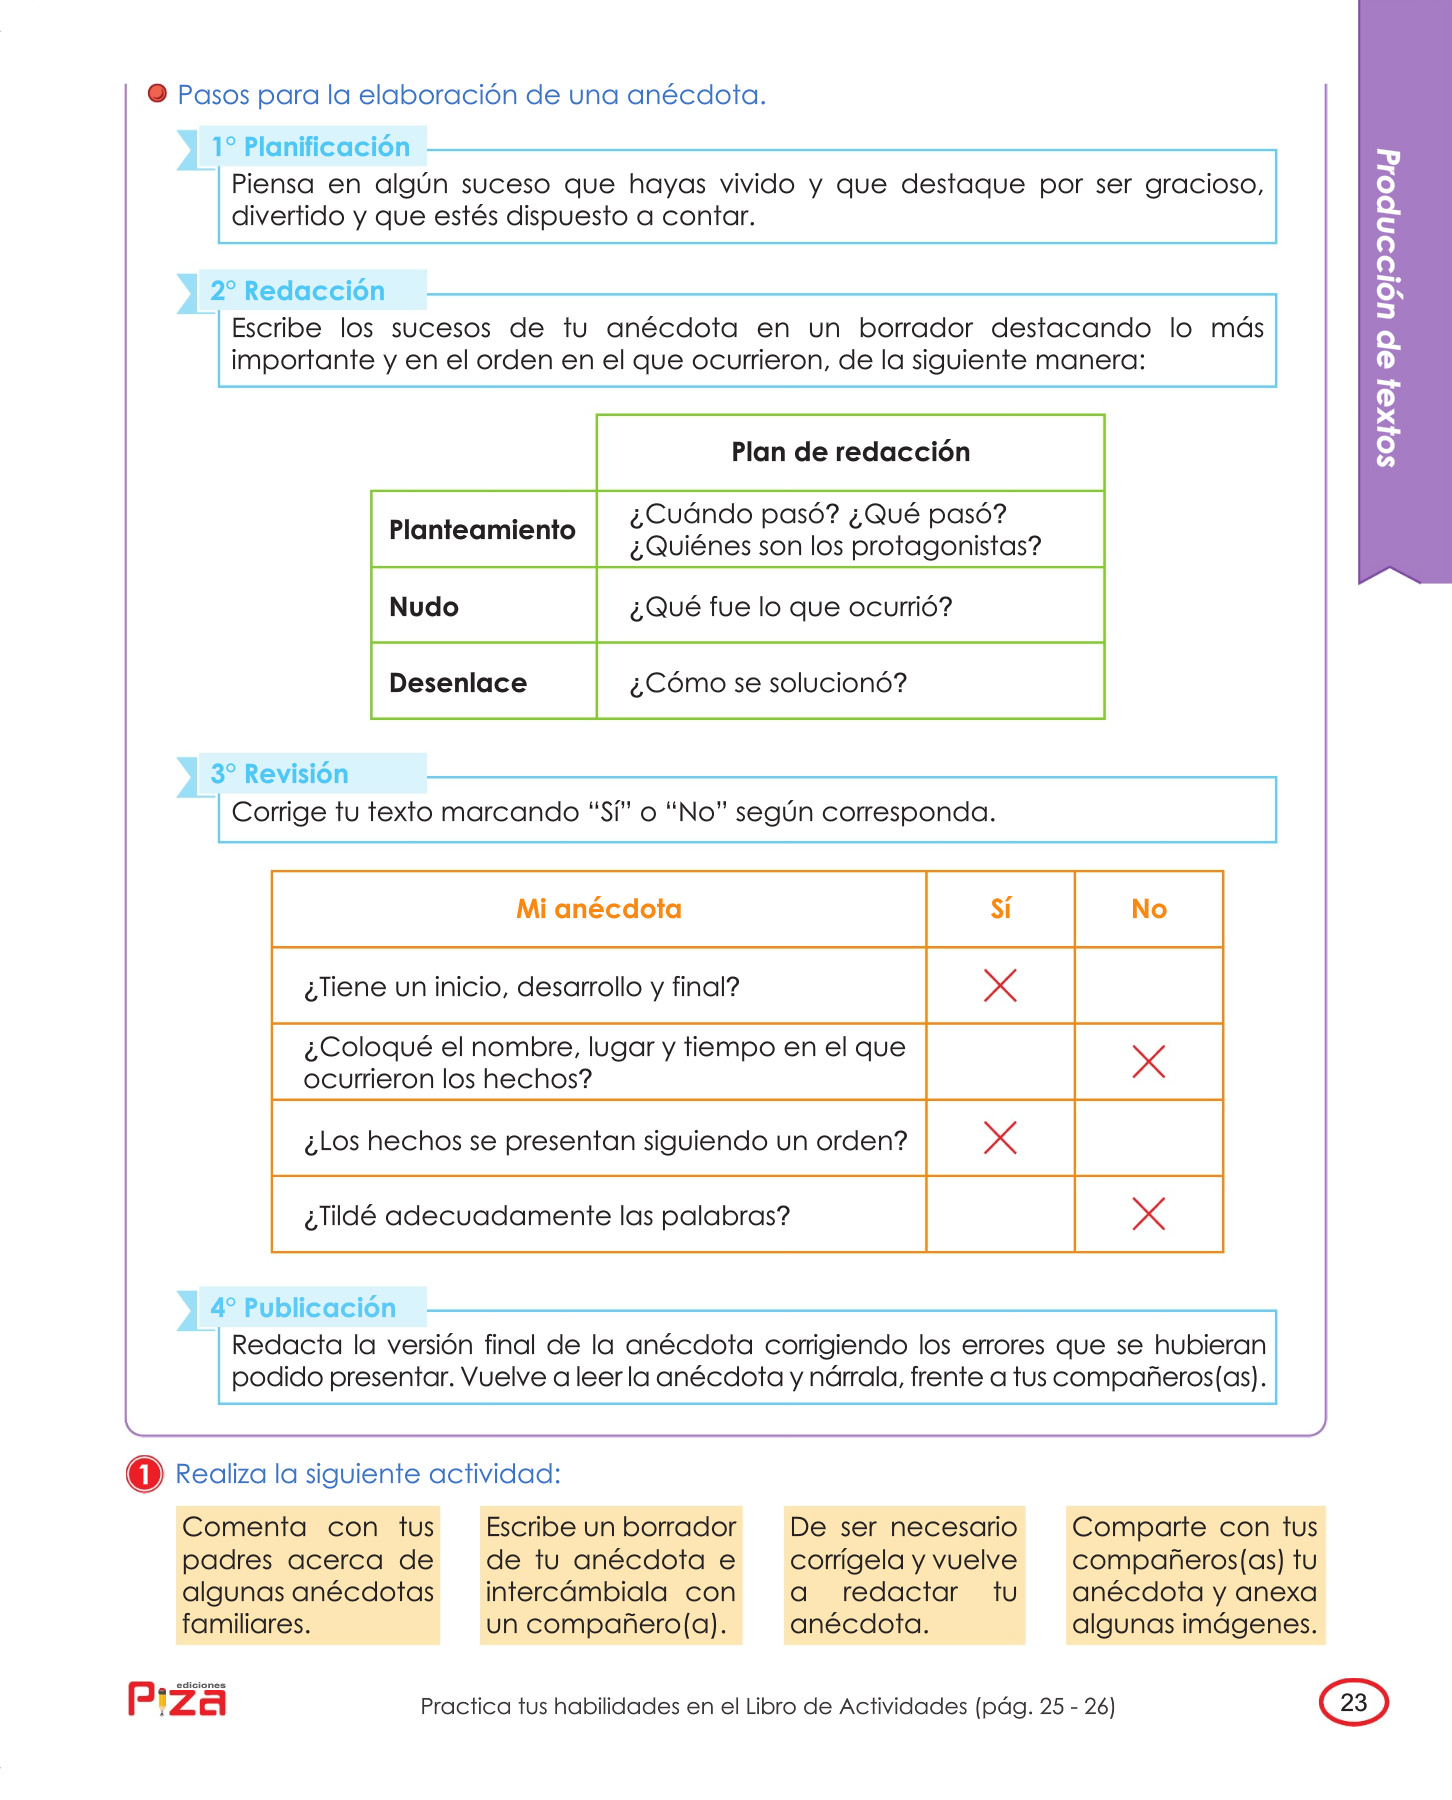 Pasos para la elaboración de una anécdota.
1° Planificación
Piensa en algún suceso que hayas vivido y que destaque por ser gracioso,
divertido y que estés dispuesto a contar.
2° Redacción
Escribe los sucesos de tu anécdota en un borrador destacando lo más
importante y en el orden en el que ocurrieron, de la siguiente manera:
Plan de redacción
Planteamiento
¿Cuándo pasó? ¿Qué pasó?
¿Quiénes son los protagonistas?
Nudo
¿Qué fue lo que ocurrió?
Desenlace
¿Cómo se solucionó?
3° Revisión
Corrige tu texto marcando “Sí” o “No” según corresponda.
Mi anécdota Sí No
¿Tiene un inicio, desarrollo y final?
¿Coloqué el nombre, lugar y tiempo en el que
ocurrieron los hechos?
¿Los hechos se presentan siguiendo un orden?
¿Tildé adecuadamente las palabras?
4° Publicación
Redacta la versión final de la anécdota corrigiendo los errores que se hubieran
podido presentar. Vuelve a leer la anécdota y nárrala, frente a tus compañeros(as).
1 Realiza la siguiente actividad:
Comenta con tus
padres acerca de
algunas anécdotas
familiares.
Escribe un borrador
de tu anécdota e
intercámbiala con
un compañero(a).
De ser necesario
corrígela y vuelve
a redactar tu
anécdota.
Comparte con tus
compañeros(as) tu
anécdota y anexa
algunas imágenes.
ediciones
Piza
Practica tus habilidades en el Libro de Actividades (pág. 25 - 26)
23
Producción de textos